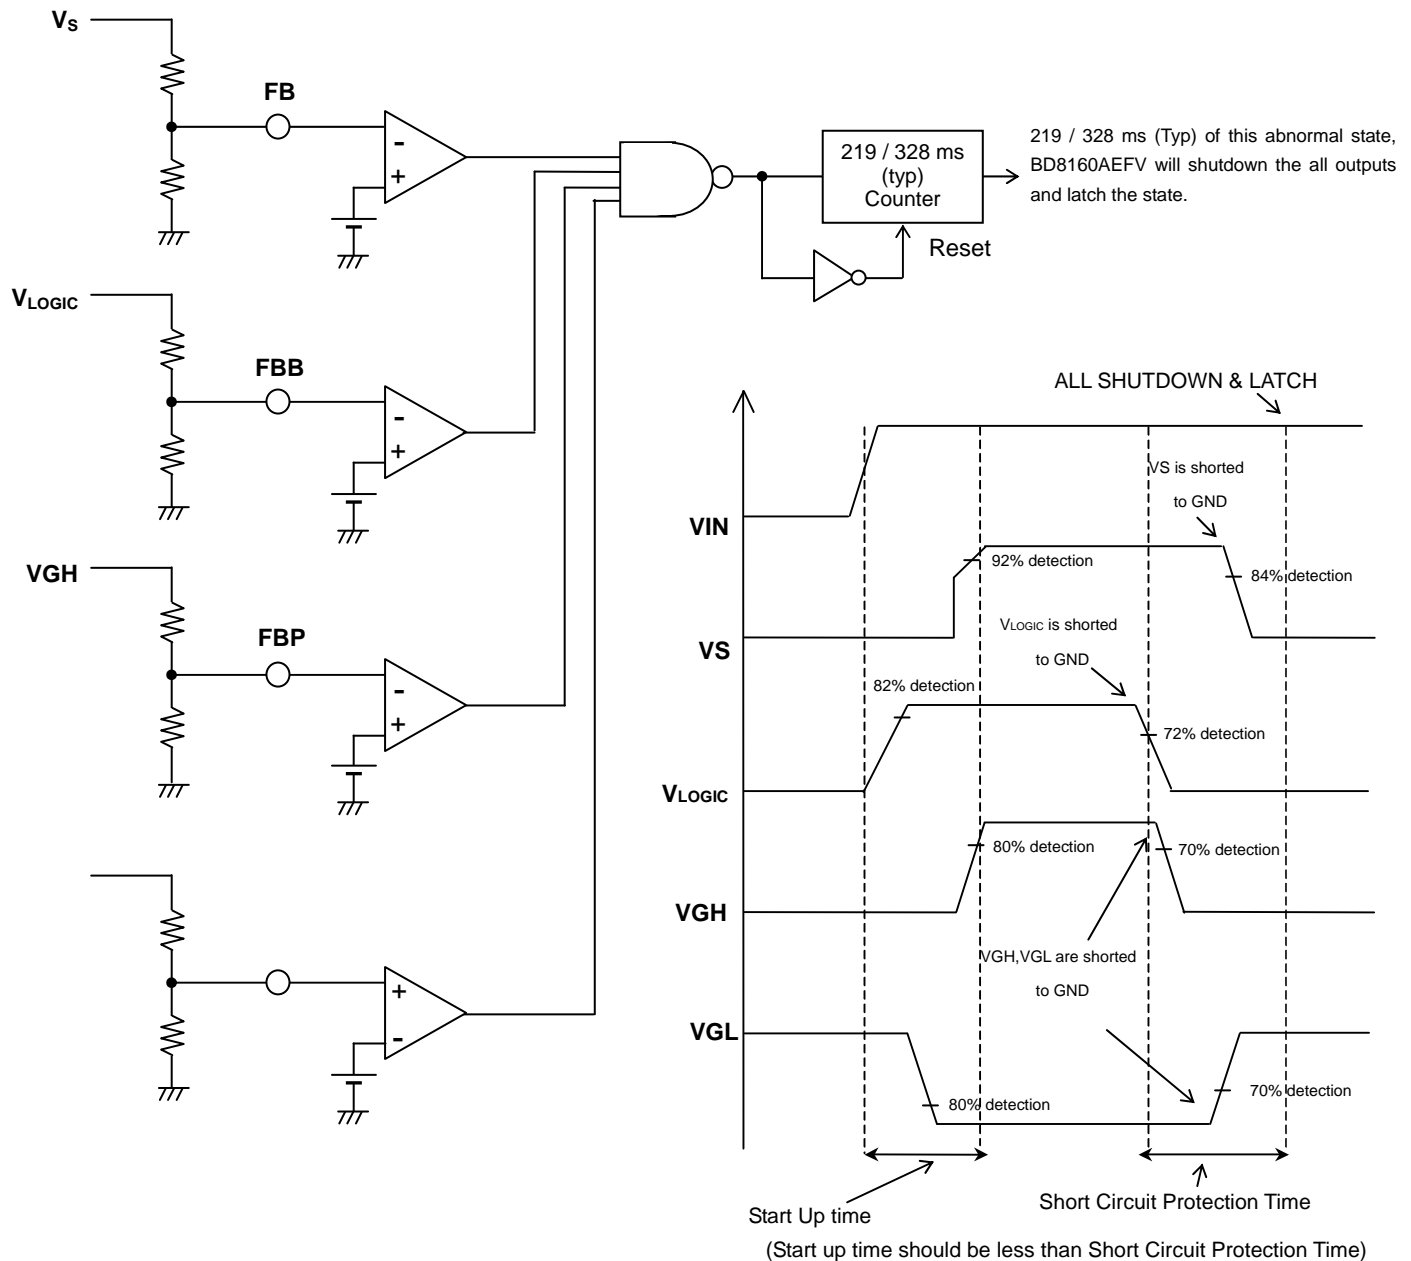 VS
FB
-
+
219 / 328 ms
(typ)
Counter
219 / 328 ms (Typ) of this abnormal state,
BD8160AEFV will shutdown the all outputs
and latch the state.
Reset
VLOGIC
FBB
-
+
VGH
FBP
-
+
+
-
ALL SHUTDOWN & LATCH
VS is shorted
to GND
VIN
92% detection
84% detection
VS
VLOGIC is shorted
to GND
82% detection
72% detection
VLOGIC
80% detection
70% detection
VGH
VGH,VGL are shorted
to GND
VGL
80% detection
70% detection
Start Up time
Short Circuit Protection Time
(Start up time should be less than Short Circuit Protection Time)